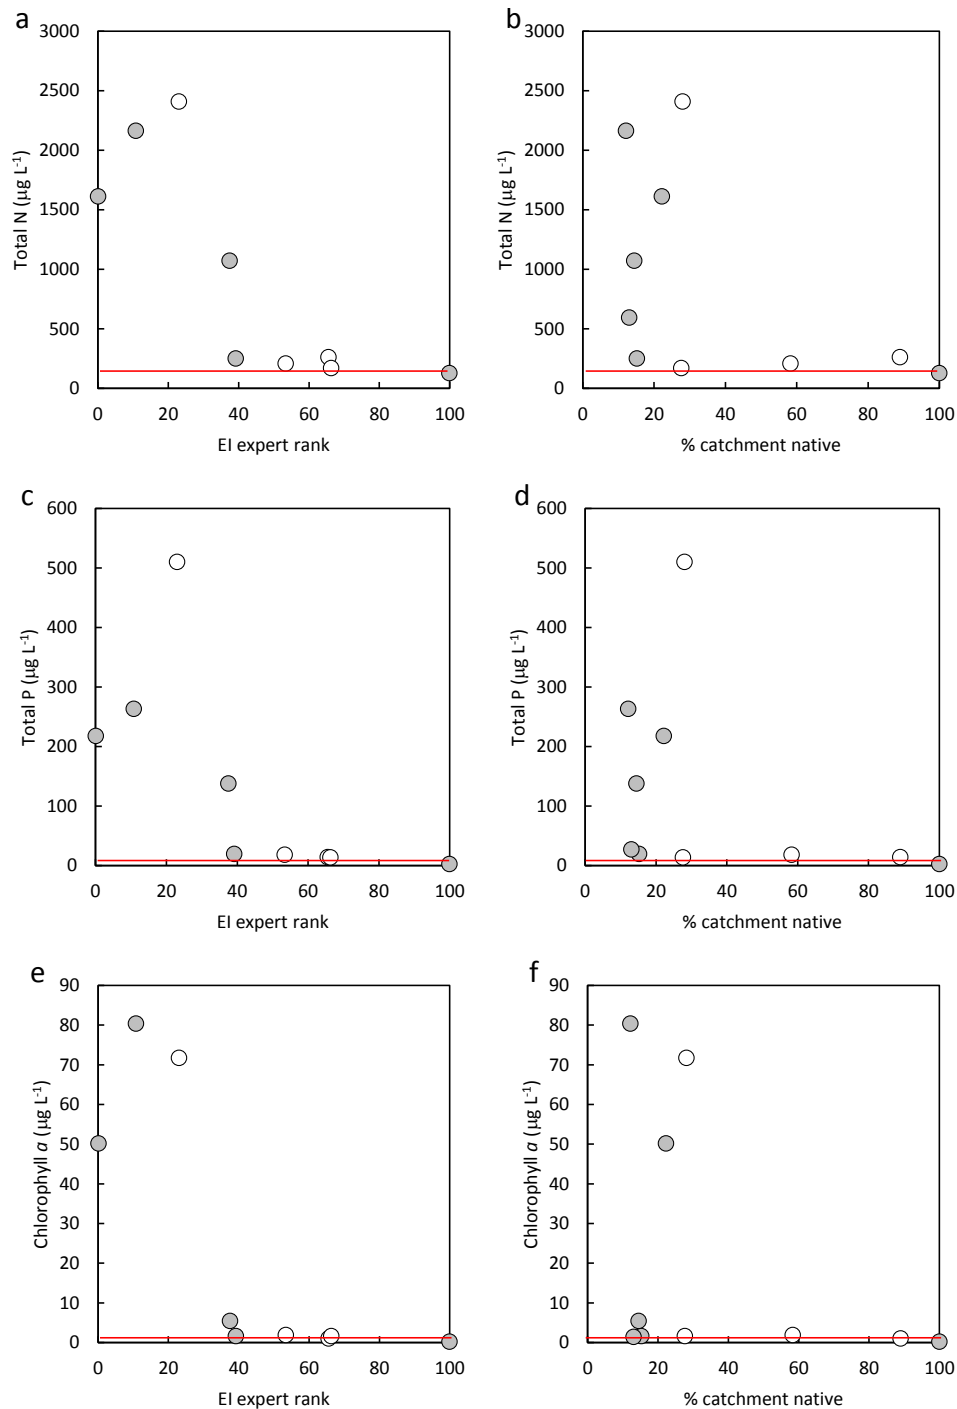 a
3000
2500
2000
1500
1000
500
0
Total N (µg L⁻¹)
0 20 40 60 80 100
EI expert rank
b
3000
2500
2000
1500
1000
500
0
Total N (µg L⁻¹)
0 20 40 60 80 100
% catchment native
c
600
500
400
300
200
100
0
Total P (µg L⁻¹)
0 20 40 60 80 100
EI expert rank
d
600
500
400
300
200
100
0
Total P (µg L⁻¹)
0 20 40 60 80 100
% catchment native
e
90
80
70
60
50
40
30
20
10
0
Chlorophyll a (µg L⁻¹)
0 20 40 60 80 100
EI expert rank
f
90
80
70
60
50
40
30
20
10
0
Chlorophyll a (µg L⁻¹)
0 20 40 60 80 100
% catchment native